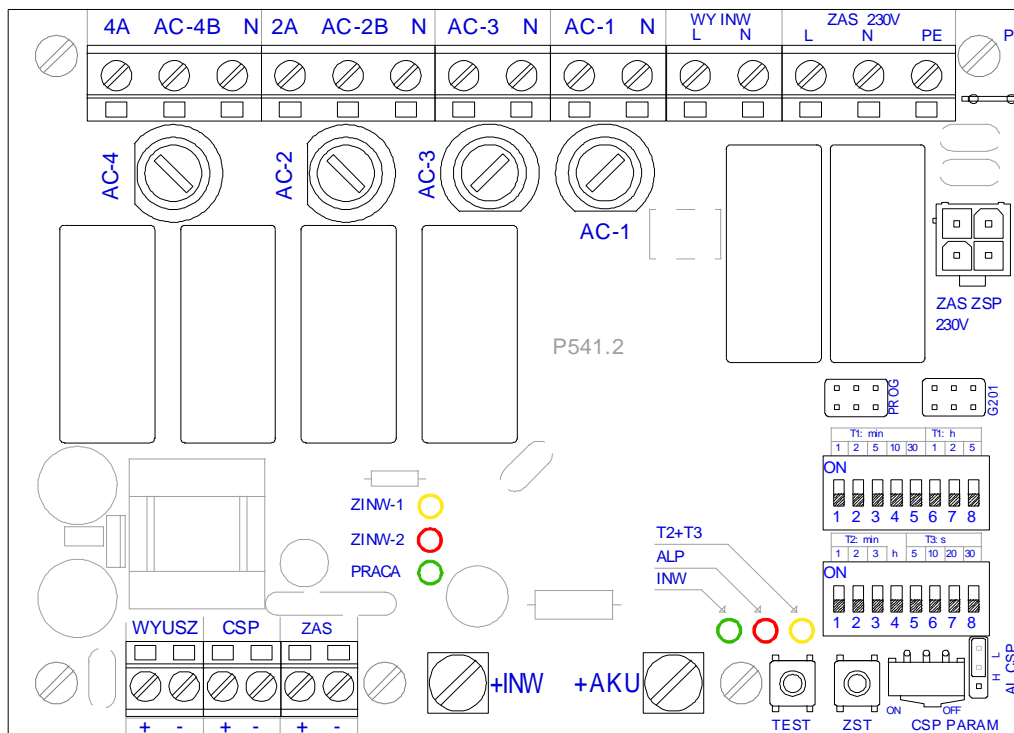 4A AC-4B N 2A AC-2B N AC-3 N AC-1 N
WY INW
L N
ZAS 230V
L N PE
P
AC-4
AC-2
AC-3
AC-1
ZAS ZSP
230V
P541.2
PROG
G201
T1: min T1: h
1 2 5 10 30 1 2 5
ON
1 2 3 4 5 6 7 8
T2: min T3: s
1 2 3 h 5 10 20 30
ON
1 2 3 4 5 6 7 8
ZINW-1
ZINW-2
PRACA
T2+T3
ALP
INW
WYUSZ CSP ZAS
+ - + - + -
+INW
+AKU
TEST
ZST
ON OFF
CSP PARAM
H L
AL CSP